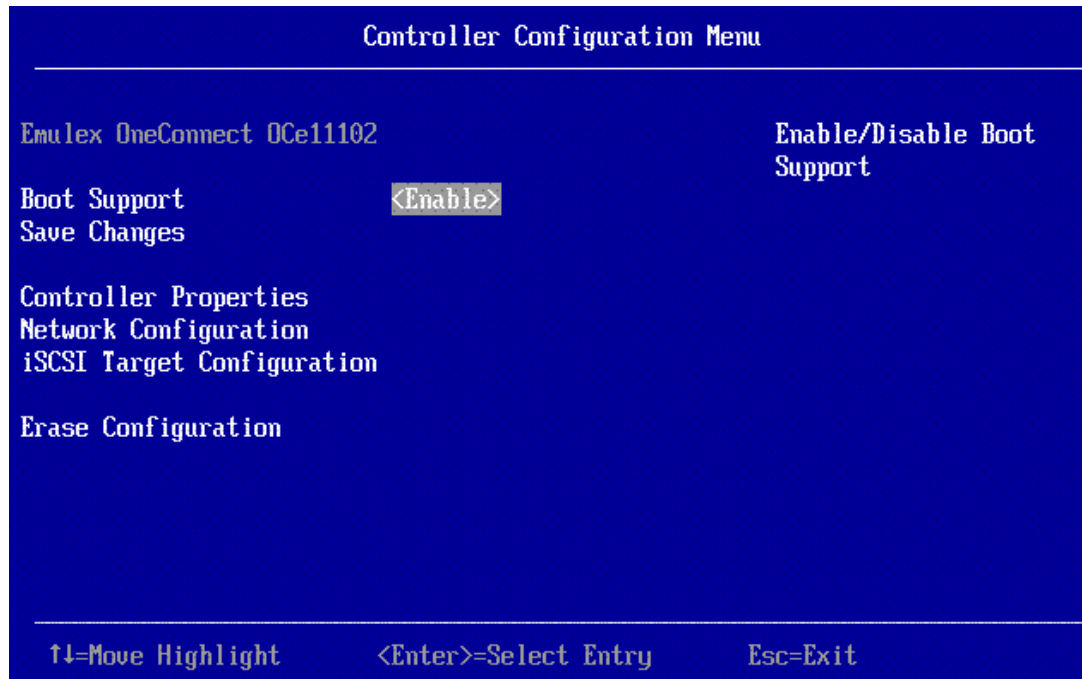 Controller Configuration Menu
Emulex OneConnect OCe11102
Enable/Disable Boot
Support
Boot Support <Enable>
Save Changes
Controller Properties
Network Configuration
iSCSI Target Configuration
Erase Configuration
↑↓=Move Highlight <Enter>=Select Entry Esc=Exit